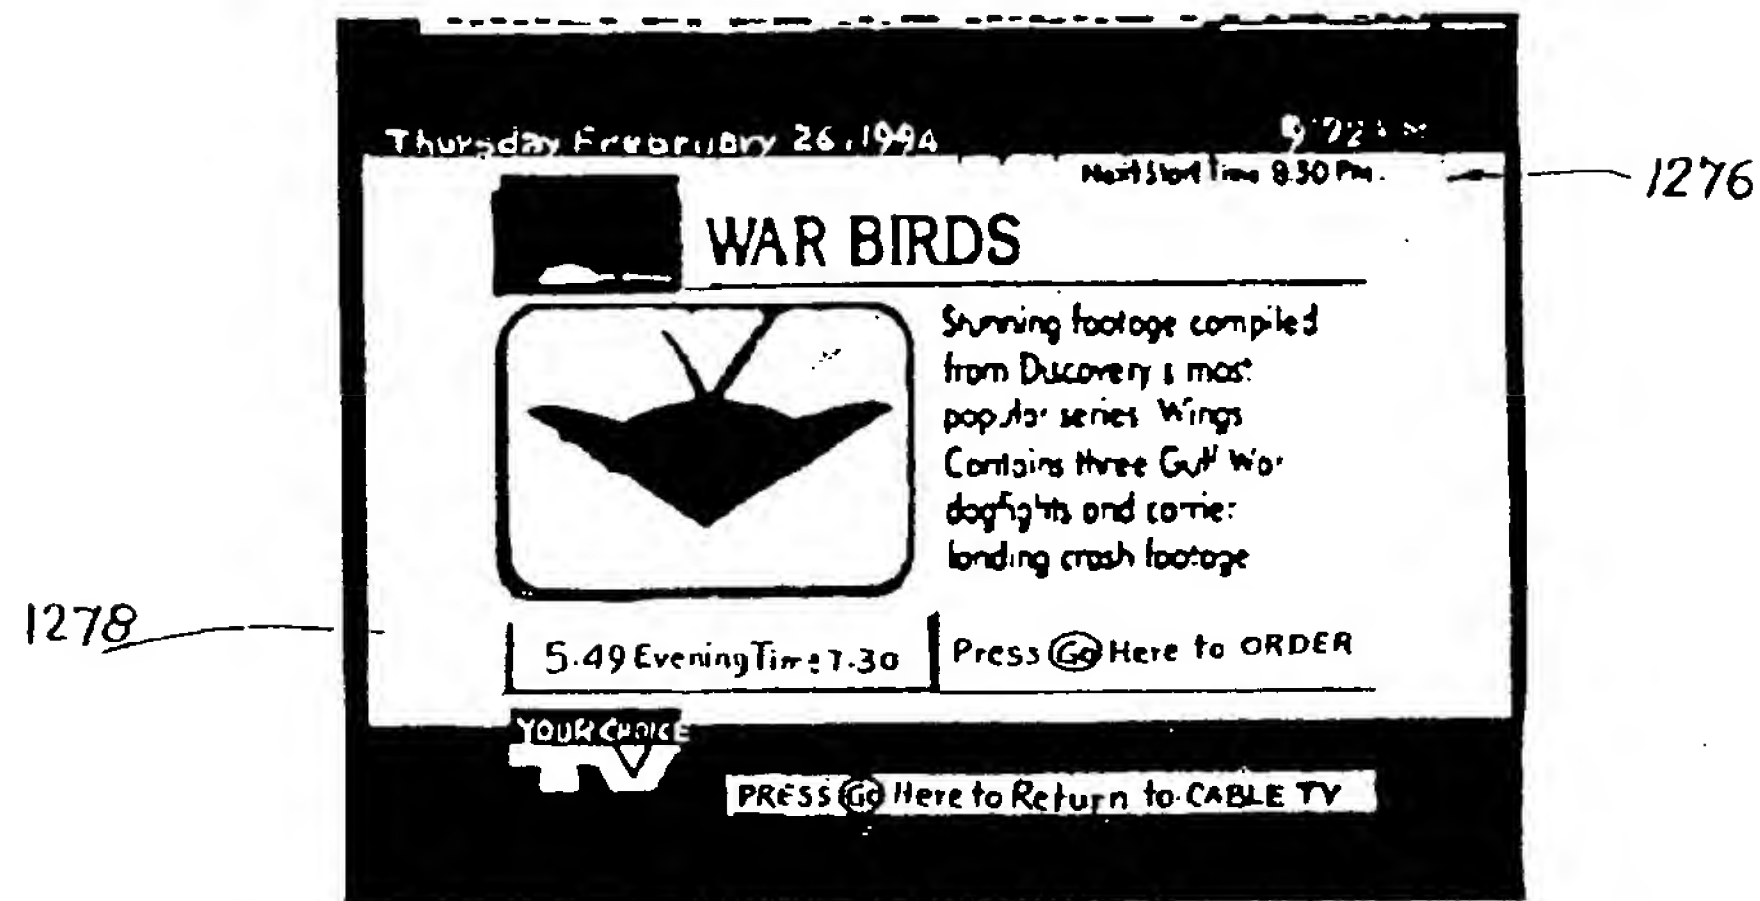 Thursday Frebruary 26, 1994
Next Start Time 8.30 Pm.
1276
WAR BIRDS
Stunning footage compiled
from Discovery s most
popular series Wings
Contains three Gulf War
dogfights and carrier
landing crash footage
1278
5.49 Evening Time 7.30
Press Go Here to ORDER
YOUR CHOICE
TV
PRESS Go Here to Return to CABLE TV